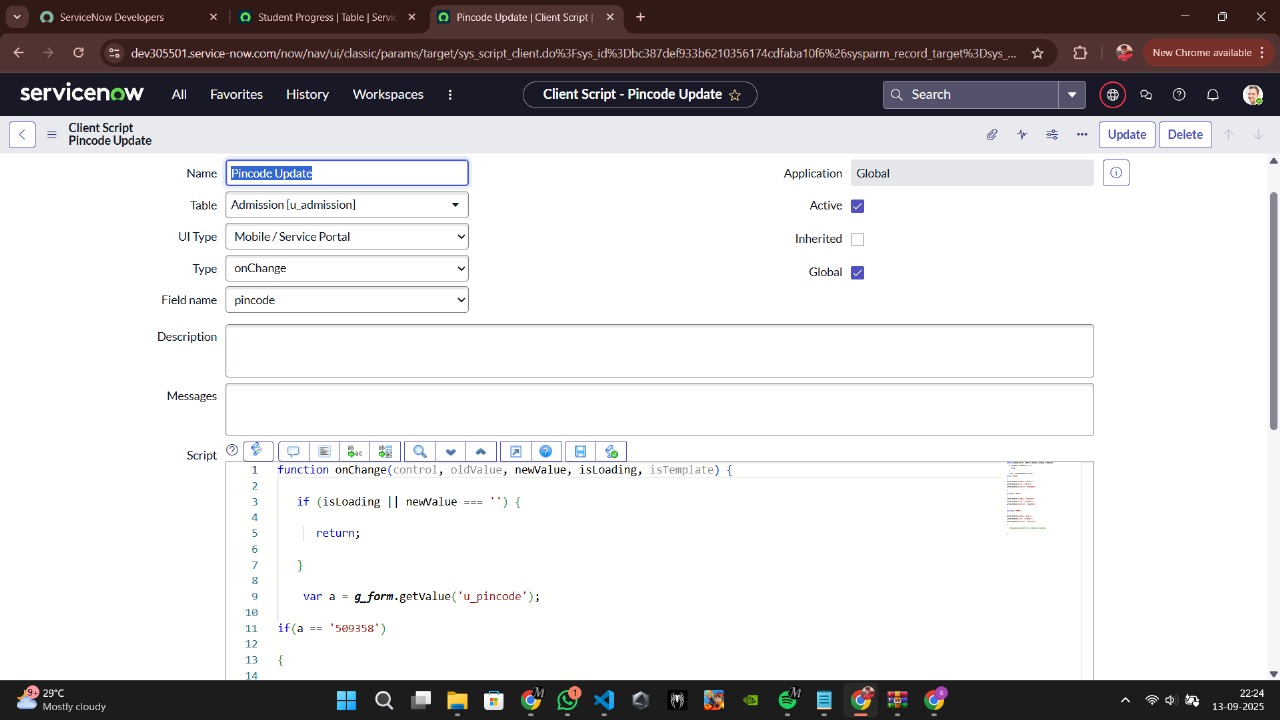 ServiceNow Developers
Student Progress | Table | Servic
Pincode Update | Client Script |
dev305501.service-now.com/now/nav/ui/classic/params/target/sys_script_client.do%3Fsys_id%3Dbc387def933b621035f174cdfaba10f6%26sysparm_record_target%3Dsys_...
New Chrome available
servicenow
All
Favorites
History
Workspaces
Client Script - Pincode Update
Search
Client Script
Pincode Update
Update
Delete
Name
Pincode Update
Application
Global
Table
Admission [u_admission]
Active
UI Type
Mobile / Service Portal
Inherited
Type
onChange
Global
Field name
pincode
Description
Messages
Script
1 function onChange(control, oldValue, newValue, isLoading, isTemplate) {
2
3 if (isLoading || newValue === '') {
4
5 return;
6
7 }
8
9 var a = g_form.getValue('u_pincode');
10
11 if(a == '509358')
12
13 {
14
9+
29°C
Mostly cloudy
1
22:24
13-09-2025